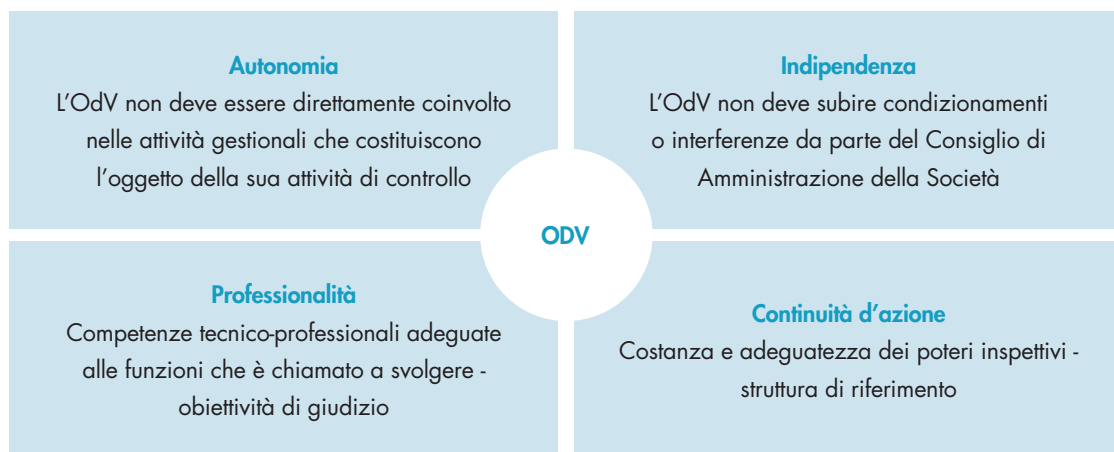 Autonomia
L'OdV non deve essere direttamente coinvolto
nelle attività gestionali che costituiscono
l'oggetto della sua attività di controllo
Indipendenza
L'OdV non deve subire condizionamenti
o interferenze da parte del Consiglio di
Amministrazione della Società
ODV
Professionalità
Competenze tecnico-professionali adeguate
alle funzioni che è chiamato a svolgere -
obiettività di giudizio
Continuità d'azione
Costanza e adeguatezza dei poteri inspettivi -
struttura di riferimento